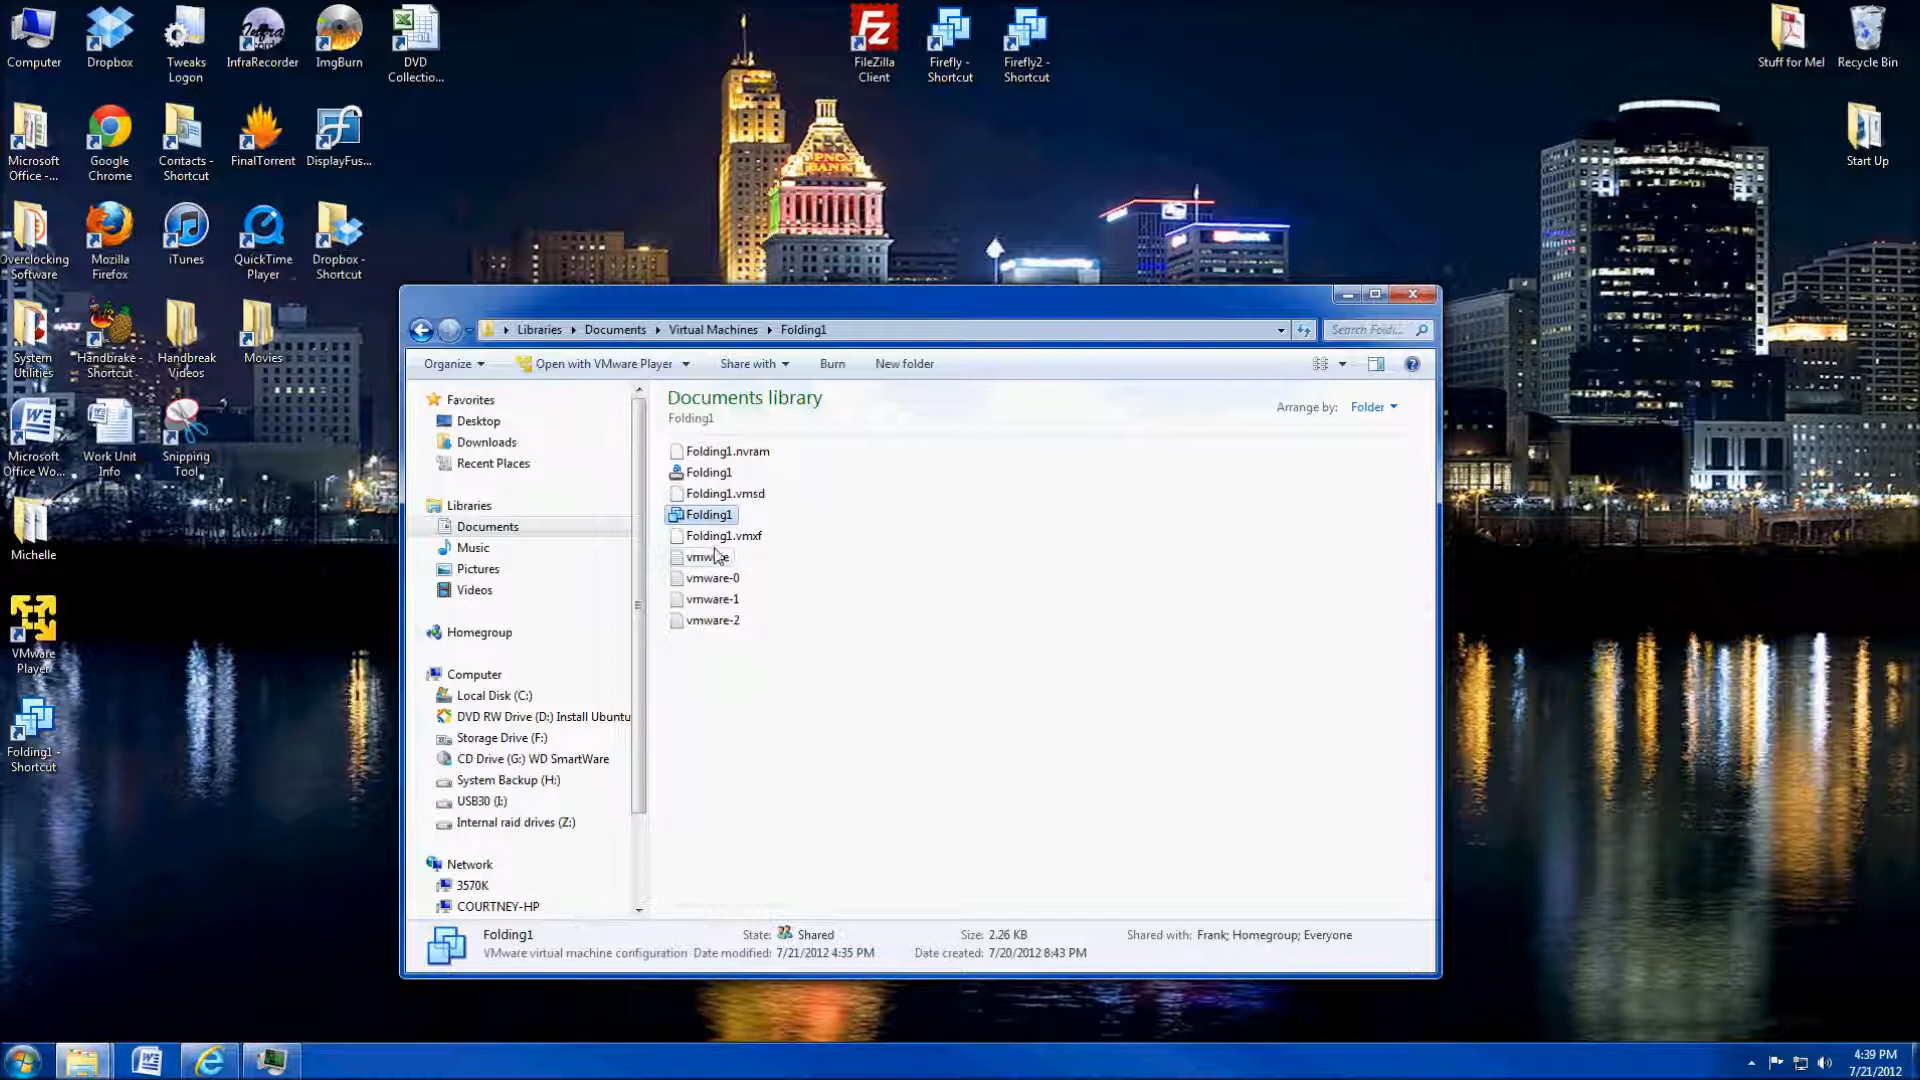 Computer
Dropbox
Tweaks
Logon
InfraRecorder
ImgBurn
DVD
Collectio...
FileZilla
Client
Firefly -
Shortcut
Firefly2 -
Shortcut
Stuff for Me!
Recycle Bin
Microsoft
Office -...
Google
Chrome
Contacts -
Shortcut
FinalTorrent
DisplayFus...
Start Up
PNC BANK
Overclocking
Software
Mozilla
Firefox
iTunes
QuickTime
Player
Dropbox -
Shortcut
System
Utilities
Handbrake -
Shortcut
Handbreak
Videos
Movies
Microsoft
Office Wo...
Work Unit
Info
Snipping
Tool
Michelle
VMware
Player
Folding1 -
Shortcut
Libraries
Documents
Virtual Machines
Folding1
Search Foldi...
Organize
Open with VMware Player
Share with
Burn
New folder
Favorites
Desktop
Downloads
Recent Places
Libraries
Documents
Music
Pictures
Videos
Homegroup
Computer
Local Disk (C:)
DVD RW Drive (D:) Install Ubuntu
Storage Drive (F:)
CD Drive (G:) WD SmartWare
System Backup (H:)
USB30 (I:)
Internal raid drives (Z:)
Network
3570K
COURTNEY-HP
Documents library
Folding1
Arrange by: Folder
Folding1.nvram
Folding1
Folding1.vmsd
Folding1
Folding1.vmxf
vmware
vmware-0
vmware-1
vmware-2
Folding1
State: Shared
Size: 2.26 KB
Shared with: Frank; Homegroup; Everyone
VMware virtual machine configuration
Date modified: 7/21/2012 4:35 PM
Date created: 7/20/2012 8:43 PM
4:39 PM
7/21/2012